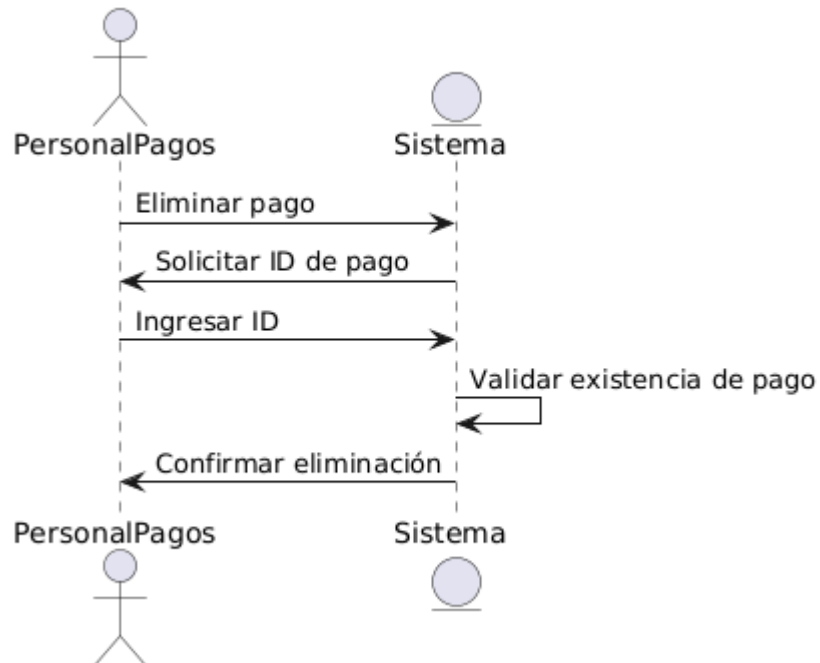 PersonalPagos
Sistema
Eliminar pago
Solicitar ID de pago
Ingresar ID
Validar existencia de pago
Confirmar eliminación
PersonalPagos
Sistema